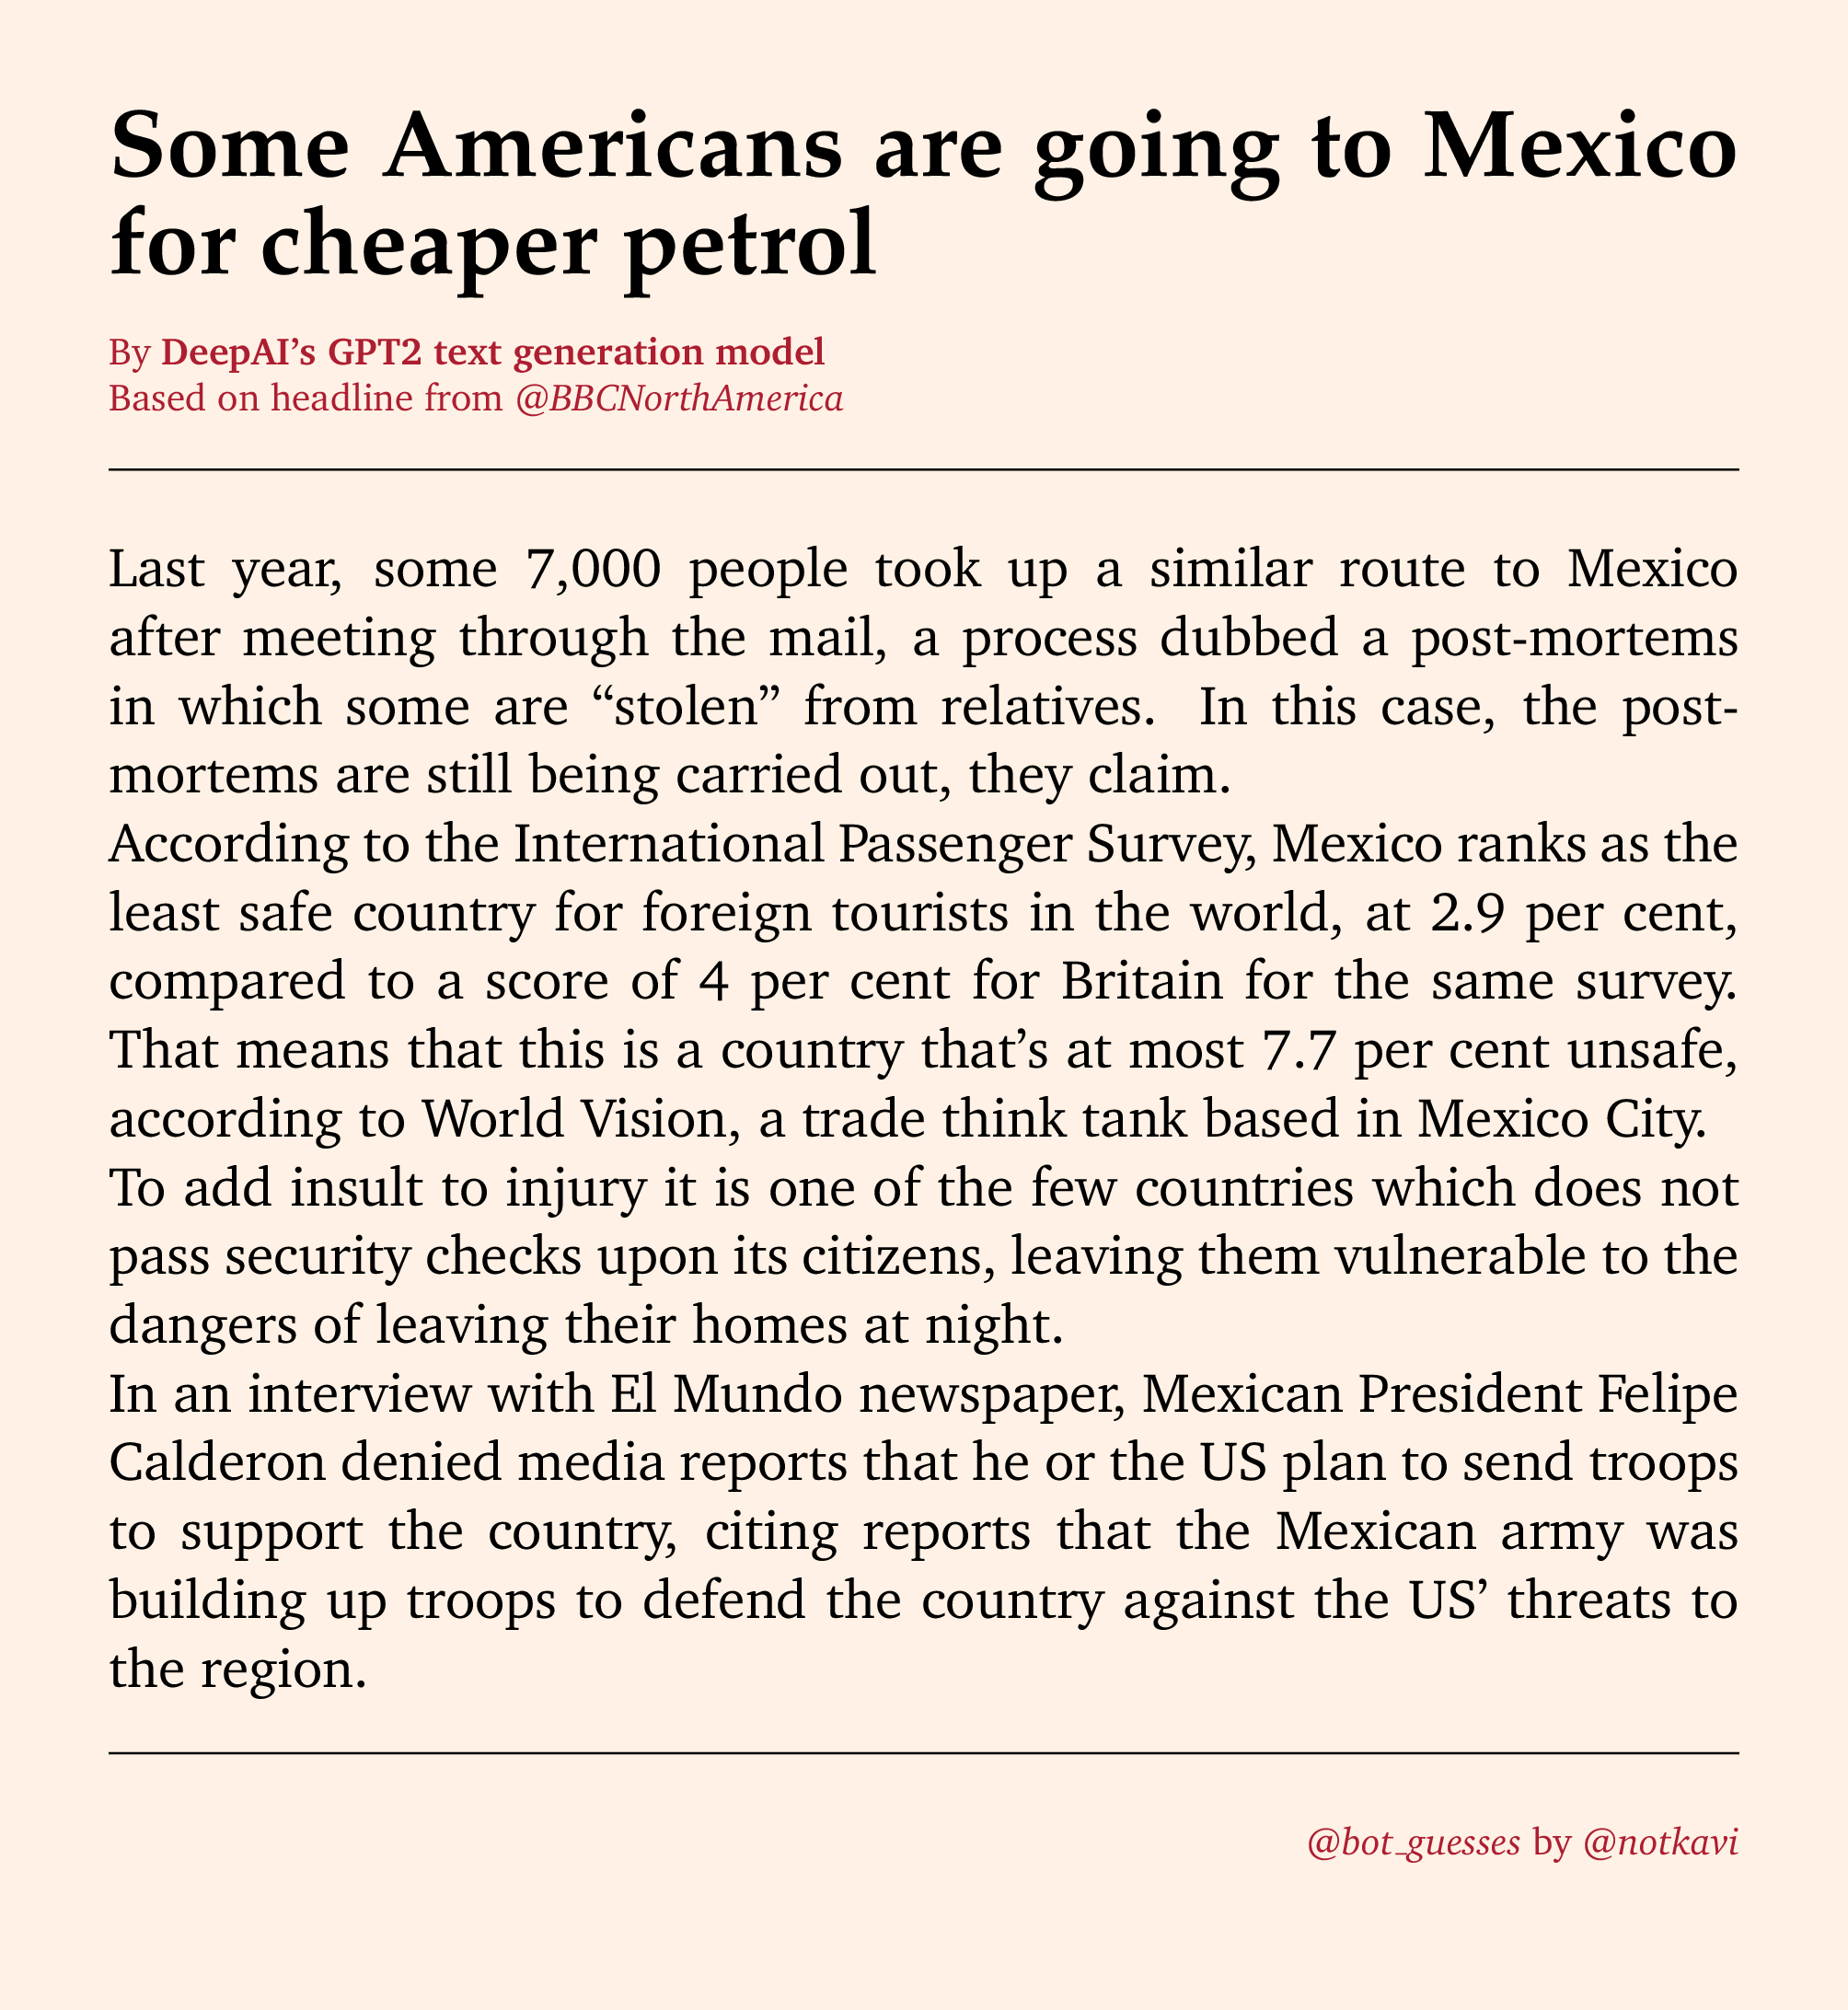 Some Americans are going to Mexico
for cheaper petrol
By DeepAI’s GPT2 text generation model
Based on headline from @BBCNorthAmerica
Last year, some 7,000 people took up a similar route to Mexico
after meeting through the mail, a process dubbed a post-mortems
in which some are “stolen” from relatives. In this case, the post-
mortems are still being carried out, they claim.
According to the International Passenger Survey, Mexico ranks as the
least safe country for foreign tourists in the world, at 2.9 per cent,
compared to a score of 4 per cent for Britain for the same survey.
That means that this is a country that’s at most 7.7 per cent unsafe,
according to World Vision, a trade think tank based in Mexico City.
To add insult to injury it is one of the few countries which does not
pass security checks upon its citizens, leaving them vulnerable to the
dangers of leaving their homes at night.
In an interview with El Mundo newspaper, Mexican President Felipe
Calderon denied media reports that he or the US plan to send troops
to support the country, citing reports that the Mexican army was
building up troops to defend the country against the US’ threats to
the region.
@bot_guesses by @notkavi